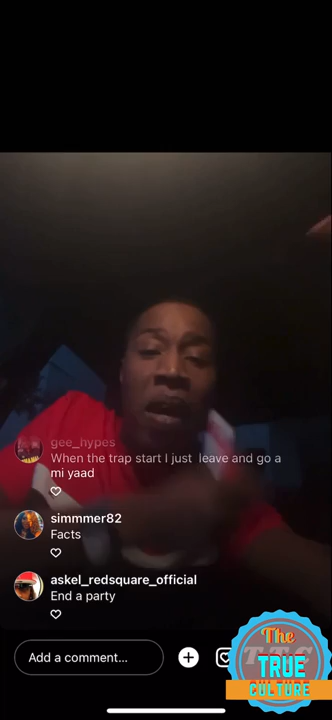 gee_hypes
When the trap start I just leave and go a
mi yaad
simmmer82
Facts
askel_redsquare_official
End a party
Add a comment...
The
T.T.C
TRUE
CULTURE